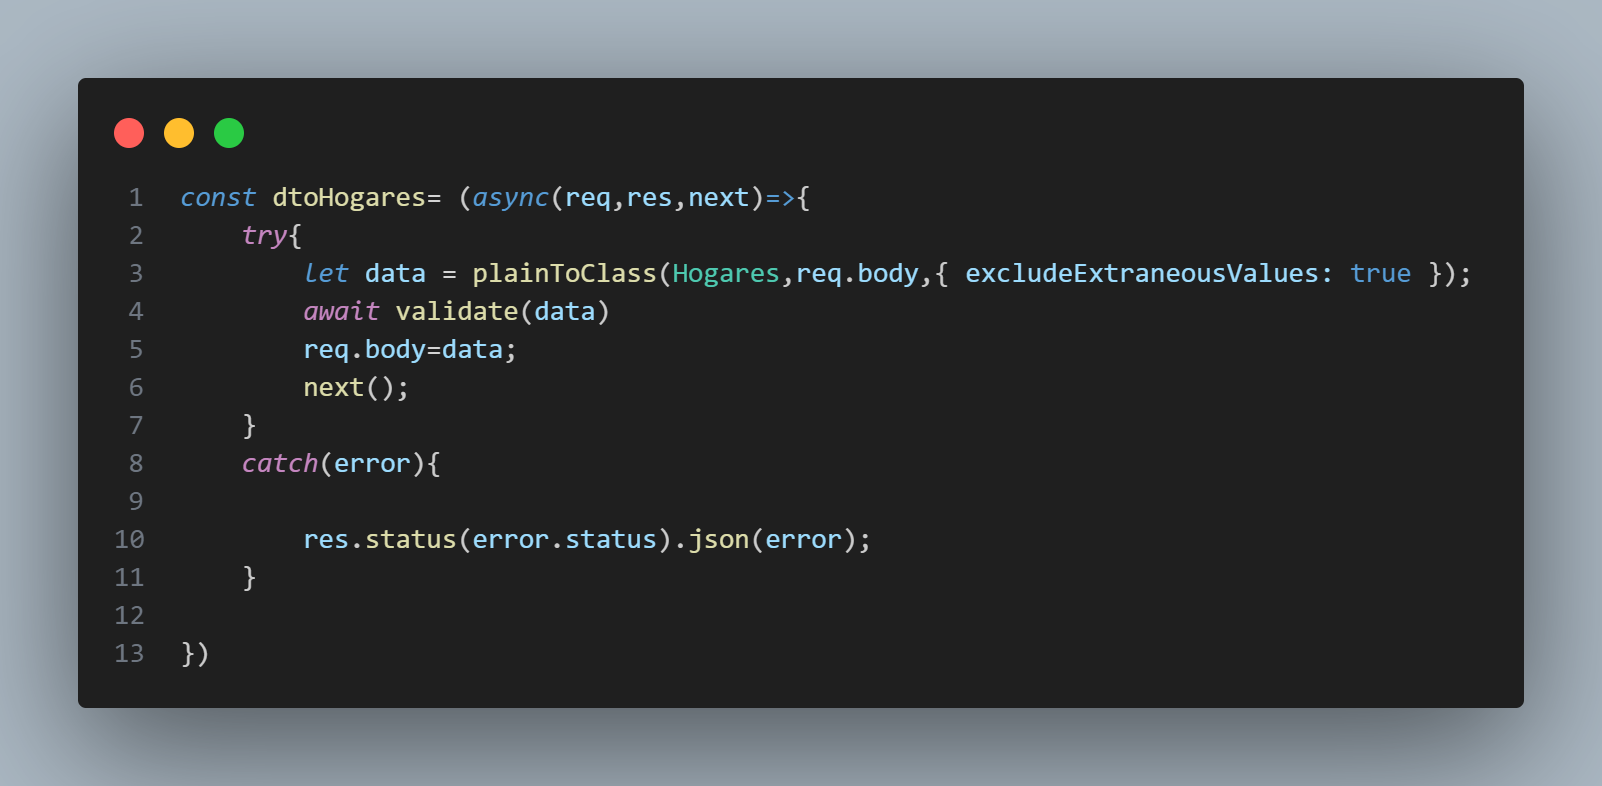 1 const dtoHogares= (async(req,res,next)=>{
2 try{
3 let data = plainToClass(Hogares,req.body,{ excludeExtraneousValues: true });
4 await validate(data)
5 req.body=data;
6 next();
7 }
8 catch(error){
9
10 res.status(error.status).json(error);
11 }
12
13 })